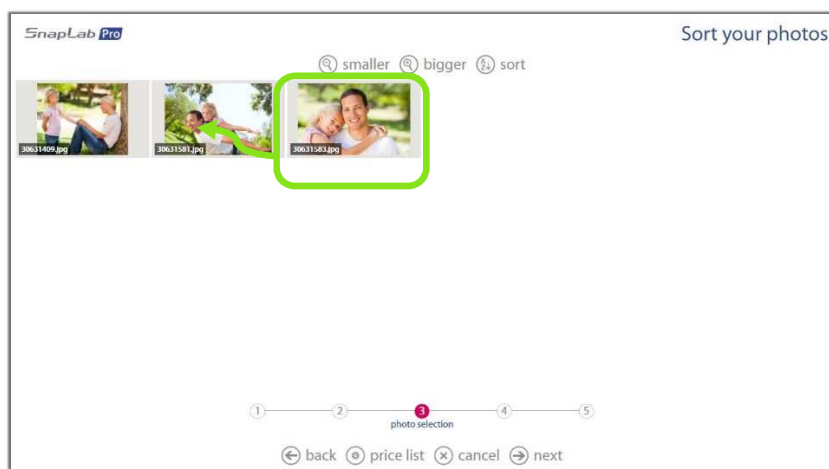 SnapLab Pro
Sort your photos
smaller bigger sort
30631409.jpg 30631581.jpg 30631583.jpg
1 2 3 4 5
photo selection
back price list cancel next